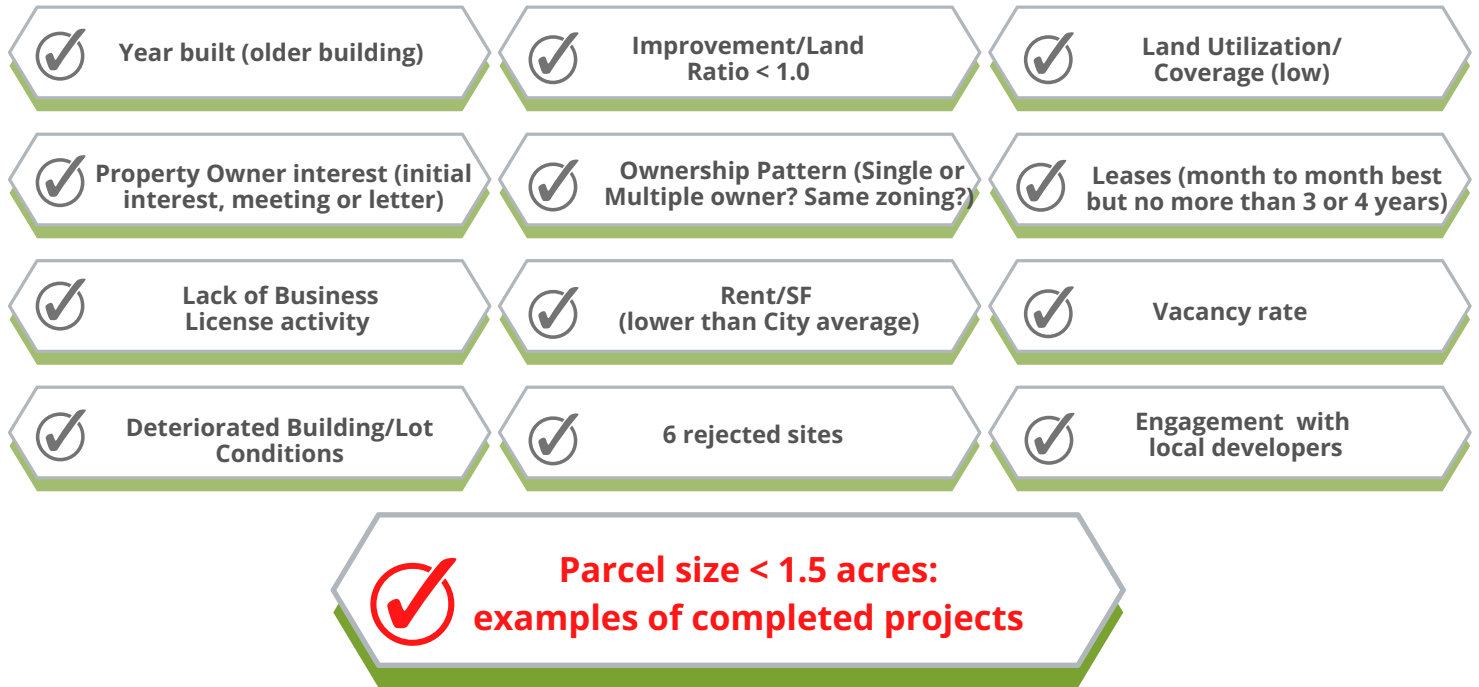 Year built (older building)
Improvement/Land
Ratio < 1.0
Land Utilization/
Coverage (low)
Property Owner interest (initial
interest, meeting or letter)
Ownership Pattern (Single or
Multiple owner? Same zoning?)
Leases (month to month best
but no more than 3 or 4 years)
Lack of Business
License activity
Rent/SF
(lower than City average)
Vacancy rate
Deteriorated Building/Lot
Conditions
6 rejected sites
Engagement with
local developers
Parcel size < 1.5 acres:
examples of completed projects